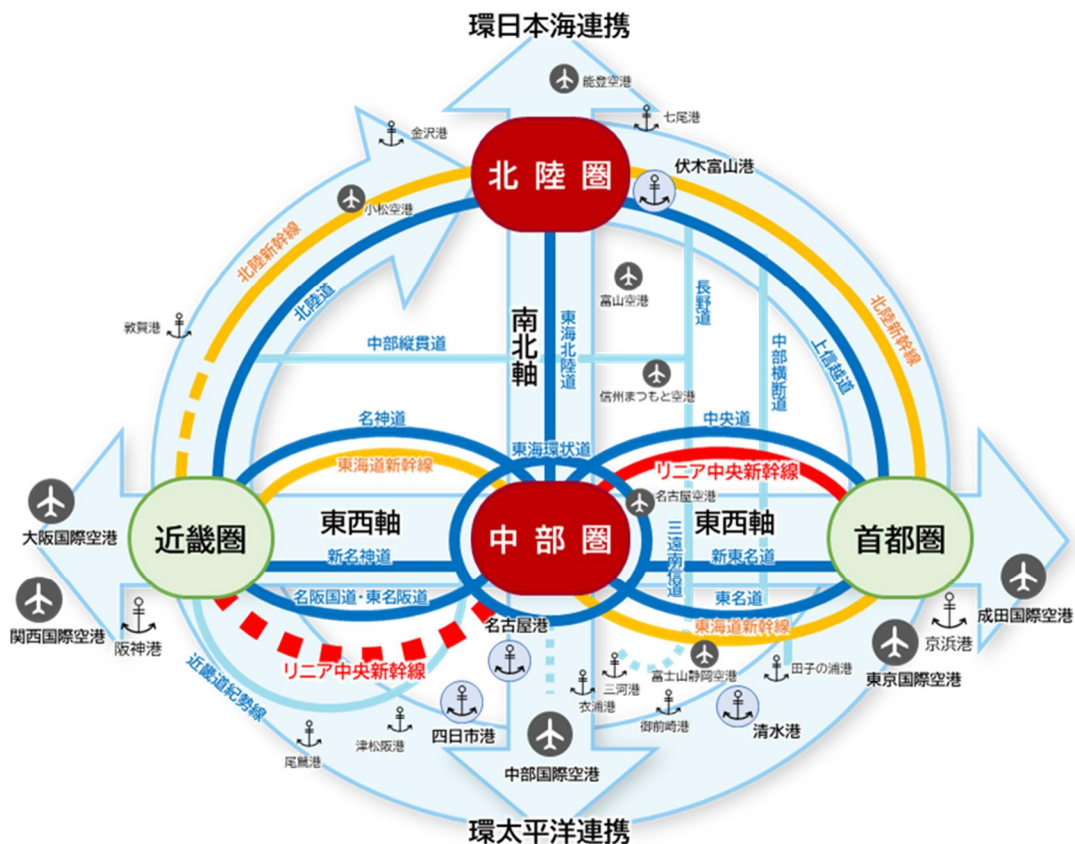 環日本海連携
能登空港
七尾港
金沢港
北陸圏
伏木富山港
小松空港
北陸新幹線
北陸道
富山空港
長野道
北陸新幹線
敦賀港
南北軸
東海北陸道
中部縦貫道
中部横断道
上信越道
信州まつもと空港
名神道
東海環状道
中央道
東海道新幹線
リニア中央新幹線
名古屋空港
大阪国際空港
近畿圏
東西軸
中部圏
東西軸
首都圏
新名神道
三遠南信道
新東名道
名阪国道・東名阪道
東名道
関西国際空港
阪神港
名古屋港
東海道新幹線
成田国際空港
京浜港
リニア中央新幹線
富士山静岡空港
田子の浦港
東京国際空港
近畿道紀勢線
三河港
衣浦港
御前崎港
清水港
尾鷲港
津松阪港
四日市港
中部国際空港
環太平洋連携